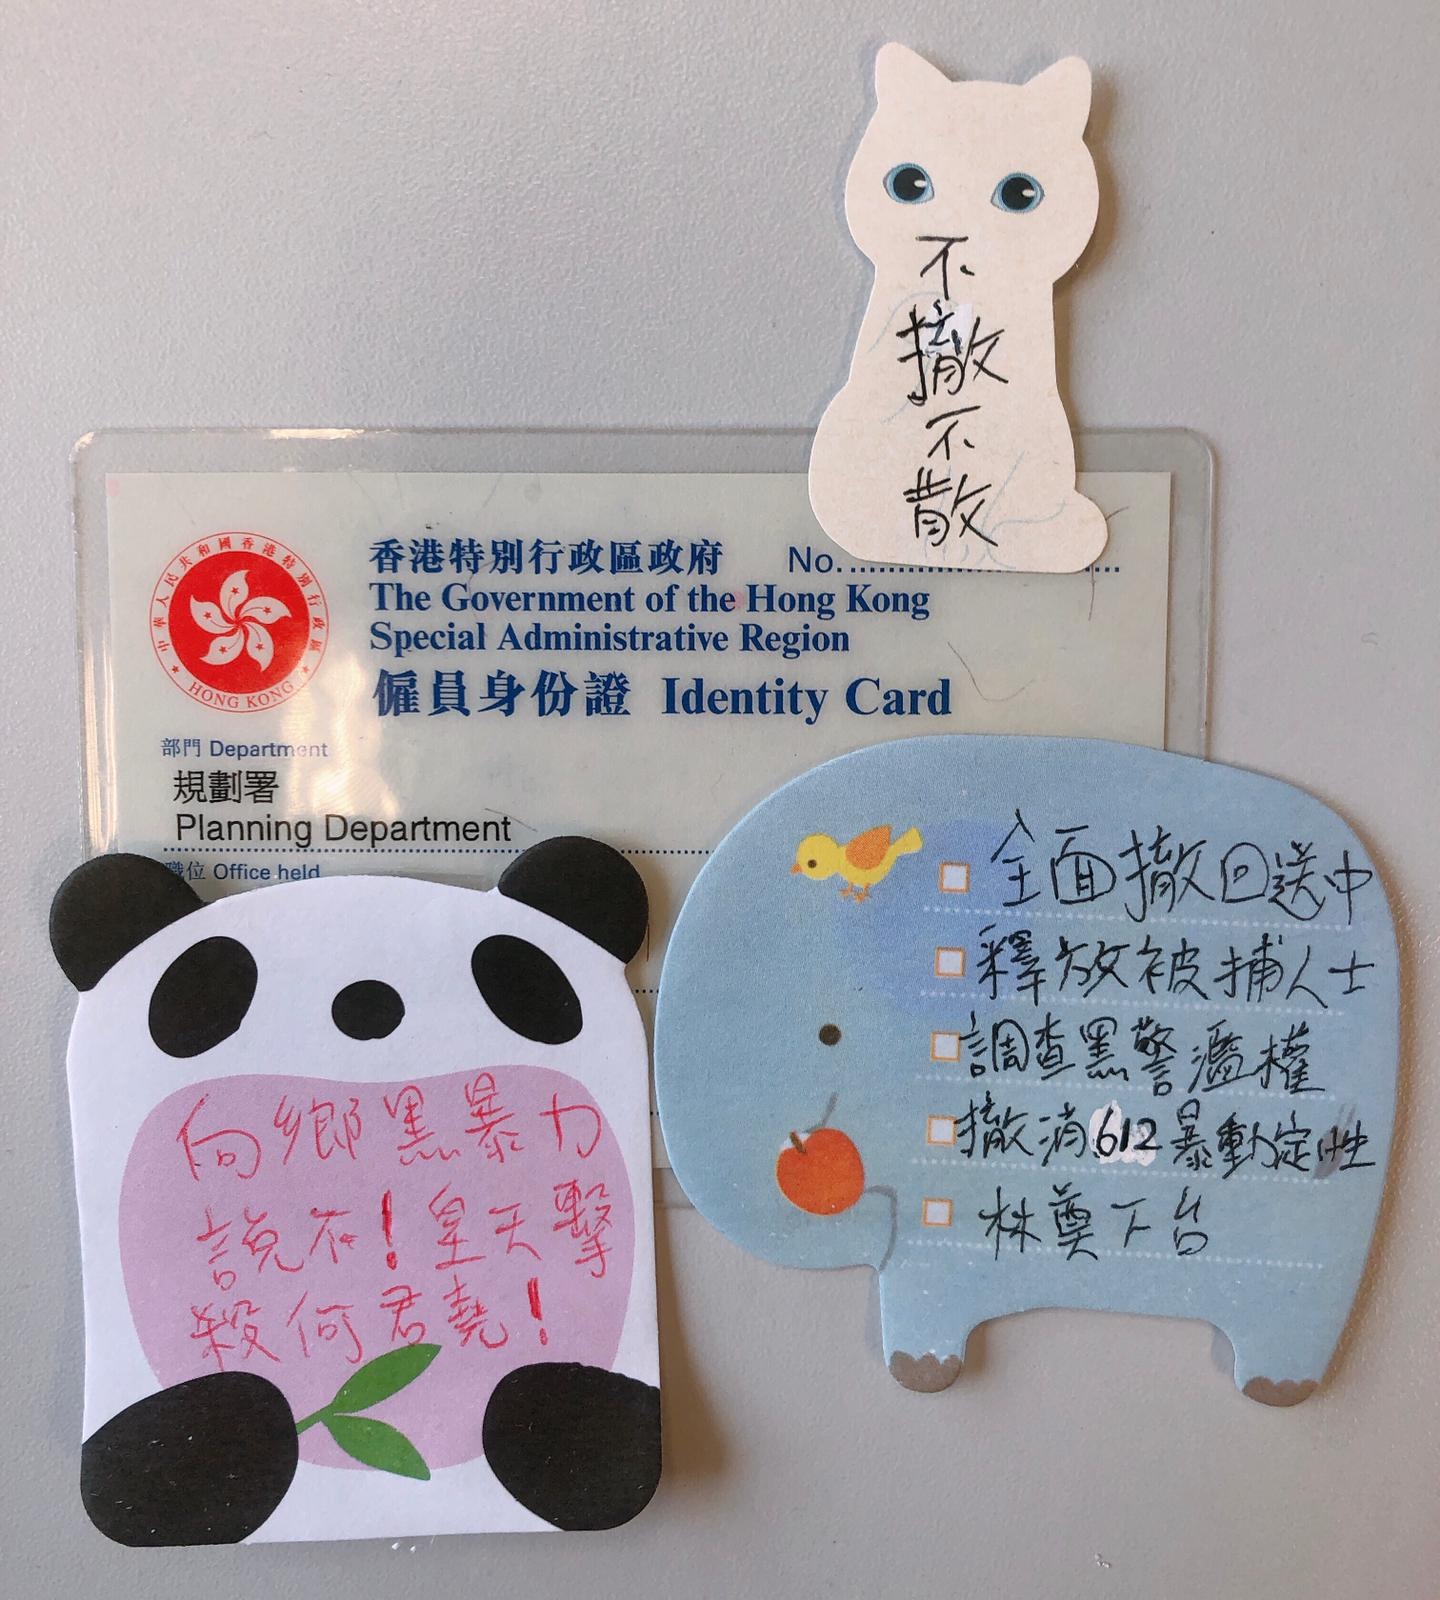 不
撤
不
散
香港特別行政區政府 No.
The Government of the Hong Kong
Special Administrative Region
僱員身份證 Identity Card
中華人民共和國香港特別行政區
HONG KONG
部門 Department
規劃署
Planning Department
職位 Office held
全面撤回送中
釋放被捕人士
調查黑警濫權
撤消612暴動定性
林奠下台
向鄉黑暴力
說不!皇天擊
殺何君堯!